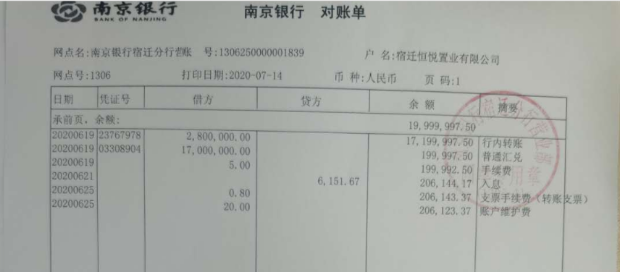 南京银行
BANK OF NANJING
南京银行 对账单
网点名:南京银行宿迁分行营 账 号:13062500000001839 户 名:宿迁恒悦置业有限公司
网点号:1306 打印日期:2020-07-14 币 种:人民币 页 码:1
日期 凭证号 借方 贷方 余额 摘要
承前页、余额: 19,999,997.50
20200619 23767978 2,800,000.00 17,199,997.50 行内转账
20200619 03308904 17,000,000.00 199,997.50 普通汇兑
20200619 5.00 199,992.50 手续费
20200621 6,151.67 206,144.17 入息
20200625 0.80 206,143.37 支票手续费(转账支票)
20200625 20.00 206,123.37 账户维护费